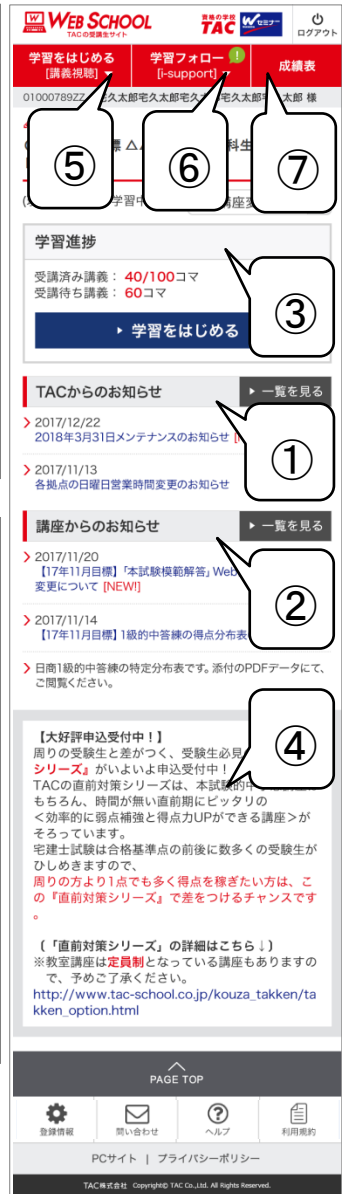 WEB SCHOOL
TACの受講生サイト
資格の学校
TAC
Wセミナー
ログアウト
学習をはじめる
[講義視聴]
学習フォロー
[i-support]
成績表
01000789ZZ
久太郎宅久太郎宅久
⑤
⑥
⑦
学習進捗
受講済み講義： 40/100コマ
受講待ち講義： 60コマ
③
学習をはじめる
TACからのお知らせ
一覧を見る
2017/12/22
2018年3月31日メンテナンスのお知らせ
①
2017/11/13
各拠点の日曜日営業時間変更のお知らせ
講座からのお知らせ
一覧を見る
2017/11/20
【17年11月目標】「本試験模範解答」Web
変更について [NEW!]
②
2017/11/14
【17年11月目標】1級的中答練の得点分布表
日商1級的中答練の特定分布表です。添付のPDFデータにて、
ご閲覧ください。
【大好評申込受付中！】
周りの受験生と差がつく、受験生必見
シリーズ』がいよいよ申込受付中！
④
TACの直前対策シリーズは、本試験的中
もちろん、時間が無い直前期にピッタリの
＜効率的に弱点補強と得点力UPができる講座＞が
そろっています。
宅建士試験は合格基準点の前後に数多くの受験生が
ひしめきますので、
周りの方より1点でも多く得点を稼ぎたい方は、こ
の『直前対策シリーズ』で差をつけるチャンスです
。
(「直前対策シリーズ」の詳細はこちら↓)
※教室講座は定員制となっている講座もありますの
で、予めご了承ください。
http://www.tac-school.co.jp/kouza_takken/ta
kken_option.html
PAGE TOP
登録情報
問い合わせ
ヘルプ
利用規約
PCサイト | プライバシーポリシー
TAC株式会社 Copyright© TAC Co.,Ltd. All Rights Reserved.